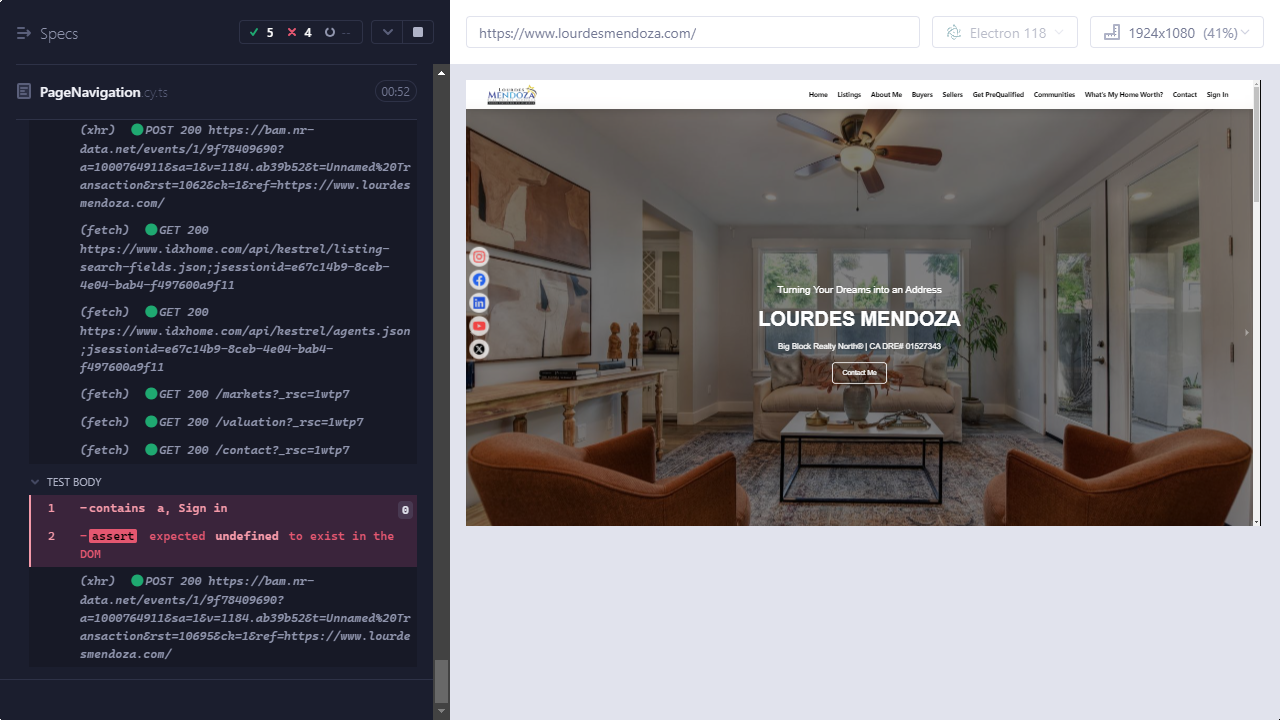 Specs
5
4
--
https://www.lourdesmendoza.com/
Electron 118
1924x1080 (41%)
PageNavigation.cy.ts
00:52
(xhr) POST 200 https://bam.nr-
data.net/events/1/9f78409690?
a=1000764911&sa=1&v=1184.ab39b52&t=Unnamed%20Tr
ansaction&rst=1062&ck=1&ref=https://www.lourdes
mendoza.com/
(fetch) GET 200
https://www.idxhome.com/api/kestrel/listing-
search-fields.json;jsessionid=e67c14b9-8ceb-
4e04-bab4-f497600a9f11
(fetch) GET 200
https://www.idxhome.com/api/kestrel/agents.json
;jsessionid=e67c14b9-8ceb-4e04-bab4-
f497600a9f11
(fetch) GET 200 /markets?_rsc=1wtp7
(fetch) GET 200 /valuation?_rsc=1wtp7
(fetch) GET 200 /contact?_rsc=1wtp7
TEST BODY
1 -contains a, Sign in 0
2 -assert expected undefined to exist in the
DOM
(xhr) POST 200 https://bam.nr-
data.net/events/1/9f78409690?
a=1000764911&sa=1&v=1184.ab39b52&t=Unnamed%20Tr
ansaction&rst=10695&ck=1&ref=https://www.lourde
smendoza.com/
LOURDES
MENDOZA
Home Listings About Me Buyers Sellers Get PreQualified Communities What's My Home Worth? Contact Sign In
Turning Your Dreams into an Address
LOURDES MENDOZA
Big Block Realty North® | CA DRE# 01527343
Contact Me